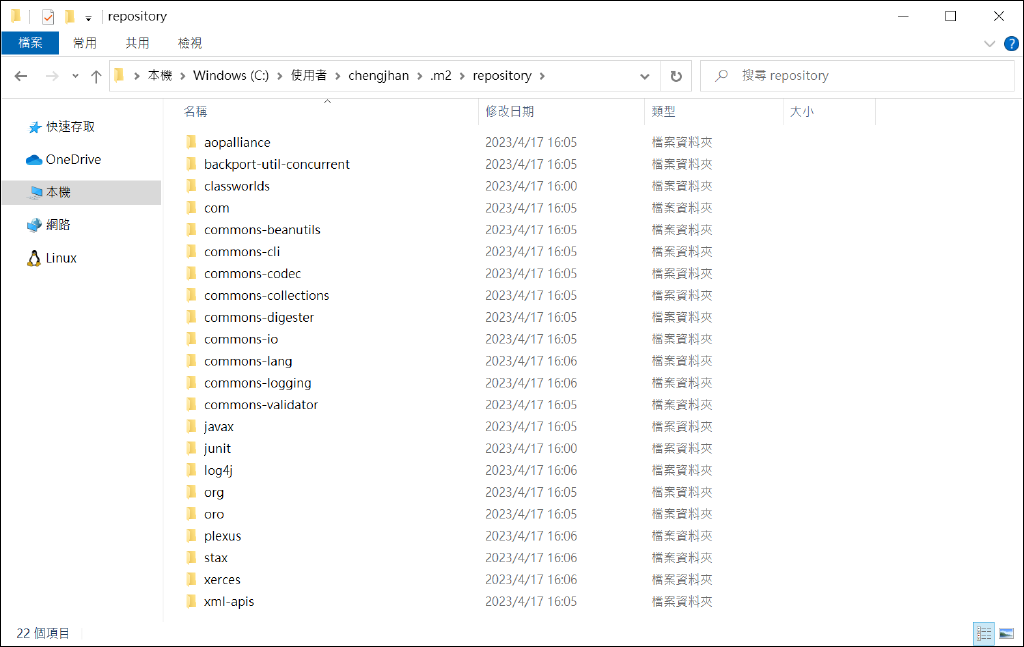 repository
檔案 常用 共用 檢視
本機 Windows (C:) 使用者 chengjhan .m2 repository 搜尋 repository
快速存取
OneDrive
本機
網路
Linux
名稱 修改日期 類型 大小
aopalliance 2023/4/17 16:05 檔案資料夾
backport-util-concurrent 2023/4/17 16:05 檔案資料夾
classworlds 2023/4/17 16:00 檔案資料夾
com 2023/4/17 16:05 檔案資料夾
commons-beanutils 2023/4/17 16:05 檔案資料夾
commons-cli 2023/4/17 16:05 檔案資料夾
commons-codec 2023/4/17 16:05 檔案資料夾
commons-collections 2023/4/17 16:05 檔案資料夾
commons-digester 2023/4/17 16:05 檔案資料夾
commons-io 2023/4/17 16:05 檔案資料夾
commons-lang 2023/4/17 16:06 檔案資料夾
commons-logging 2023/4/17 16:06 檔案資料夾
commons-validator 2023/4/17 16:05 檔案資料夾
javax 2023/4/17 16:05 檔案資料夾
junit 2023/4/17 16:00 檔案資料夾
log4j 2023/4/17 16:06 檔案資料夾
org 2023/4/17 16:05 檔案資料夾
oro 2023/4/17 16:05 檔案資料夾
plexus 2023/4/17 16:06 檔案資料夾
stax 2023/4/17 16:06 檔案資料夾
xerces 2023/4/17 16:06 檔案資料夾
xml-apis 2023/4/17 16:05 檔案資料夾
22 個項目